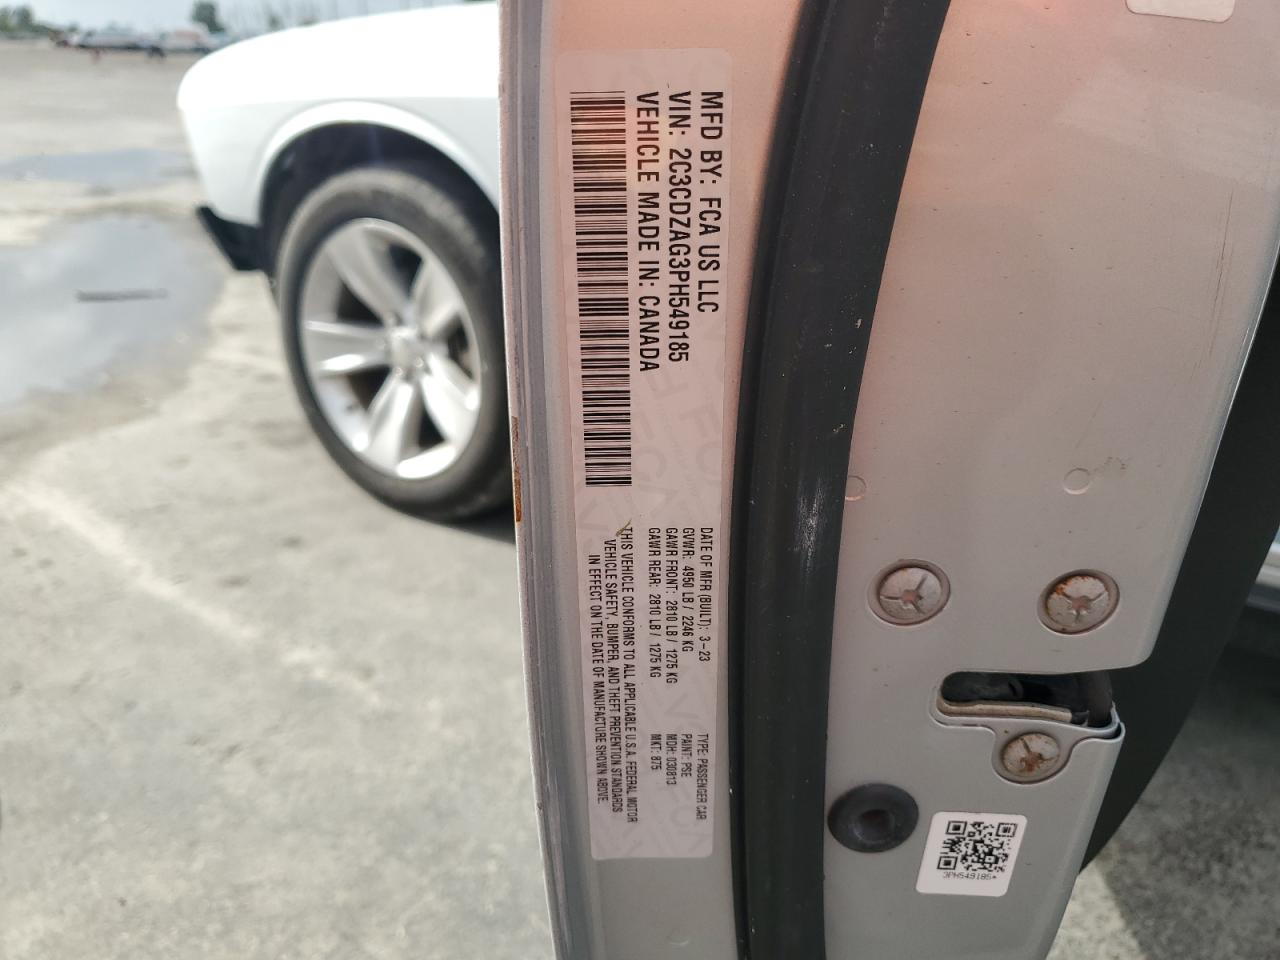 MFD BY: FCA US LLC
VIN: 2C3CDZAG3PH549185
VEHICLE MADE IN: CANADA
DATE OF MFR (BUILT): 3-23
GVWR: 4950 LB / 2246 KG
GAWR FRONT: 2810 LB / 1275 KG
GAWR REAR: 2810 LB / 1275 KG
TYPE: PASSENGER CAR
PAINT: PSE
MDH: 030813
MKT: 875
THIS VEHICLE CONFORMS TO ALL APPLICABLE U.S.A. FEDERAL MOTOR
VEHICLE SAFETY, BUMPER, AND THEFT PREVENTION STANDARDS
IN EFFECT ON THE DATE OF MANUFACTURE SHOWN ABOVE.
3PH549185*